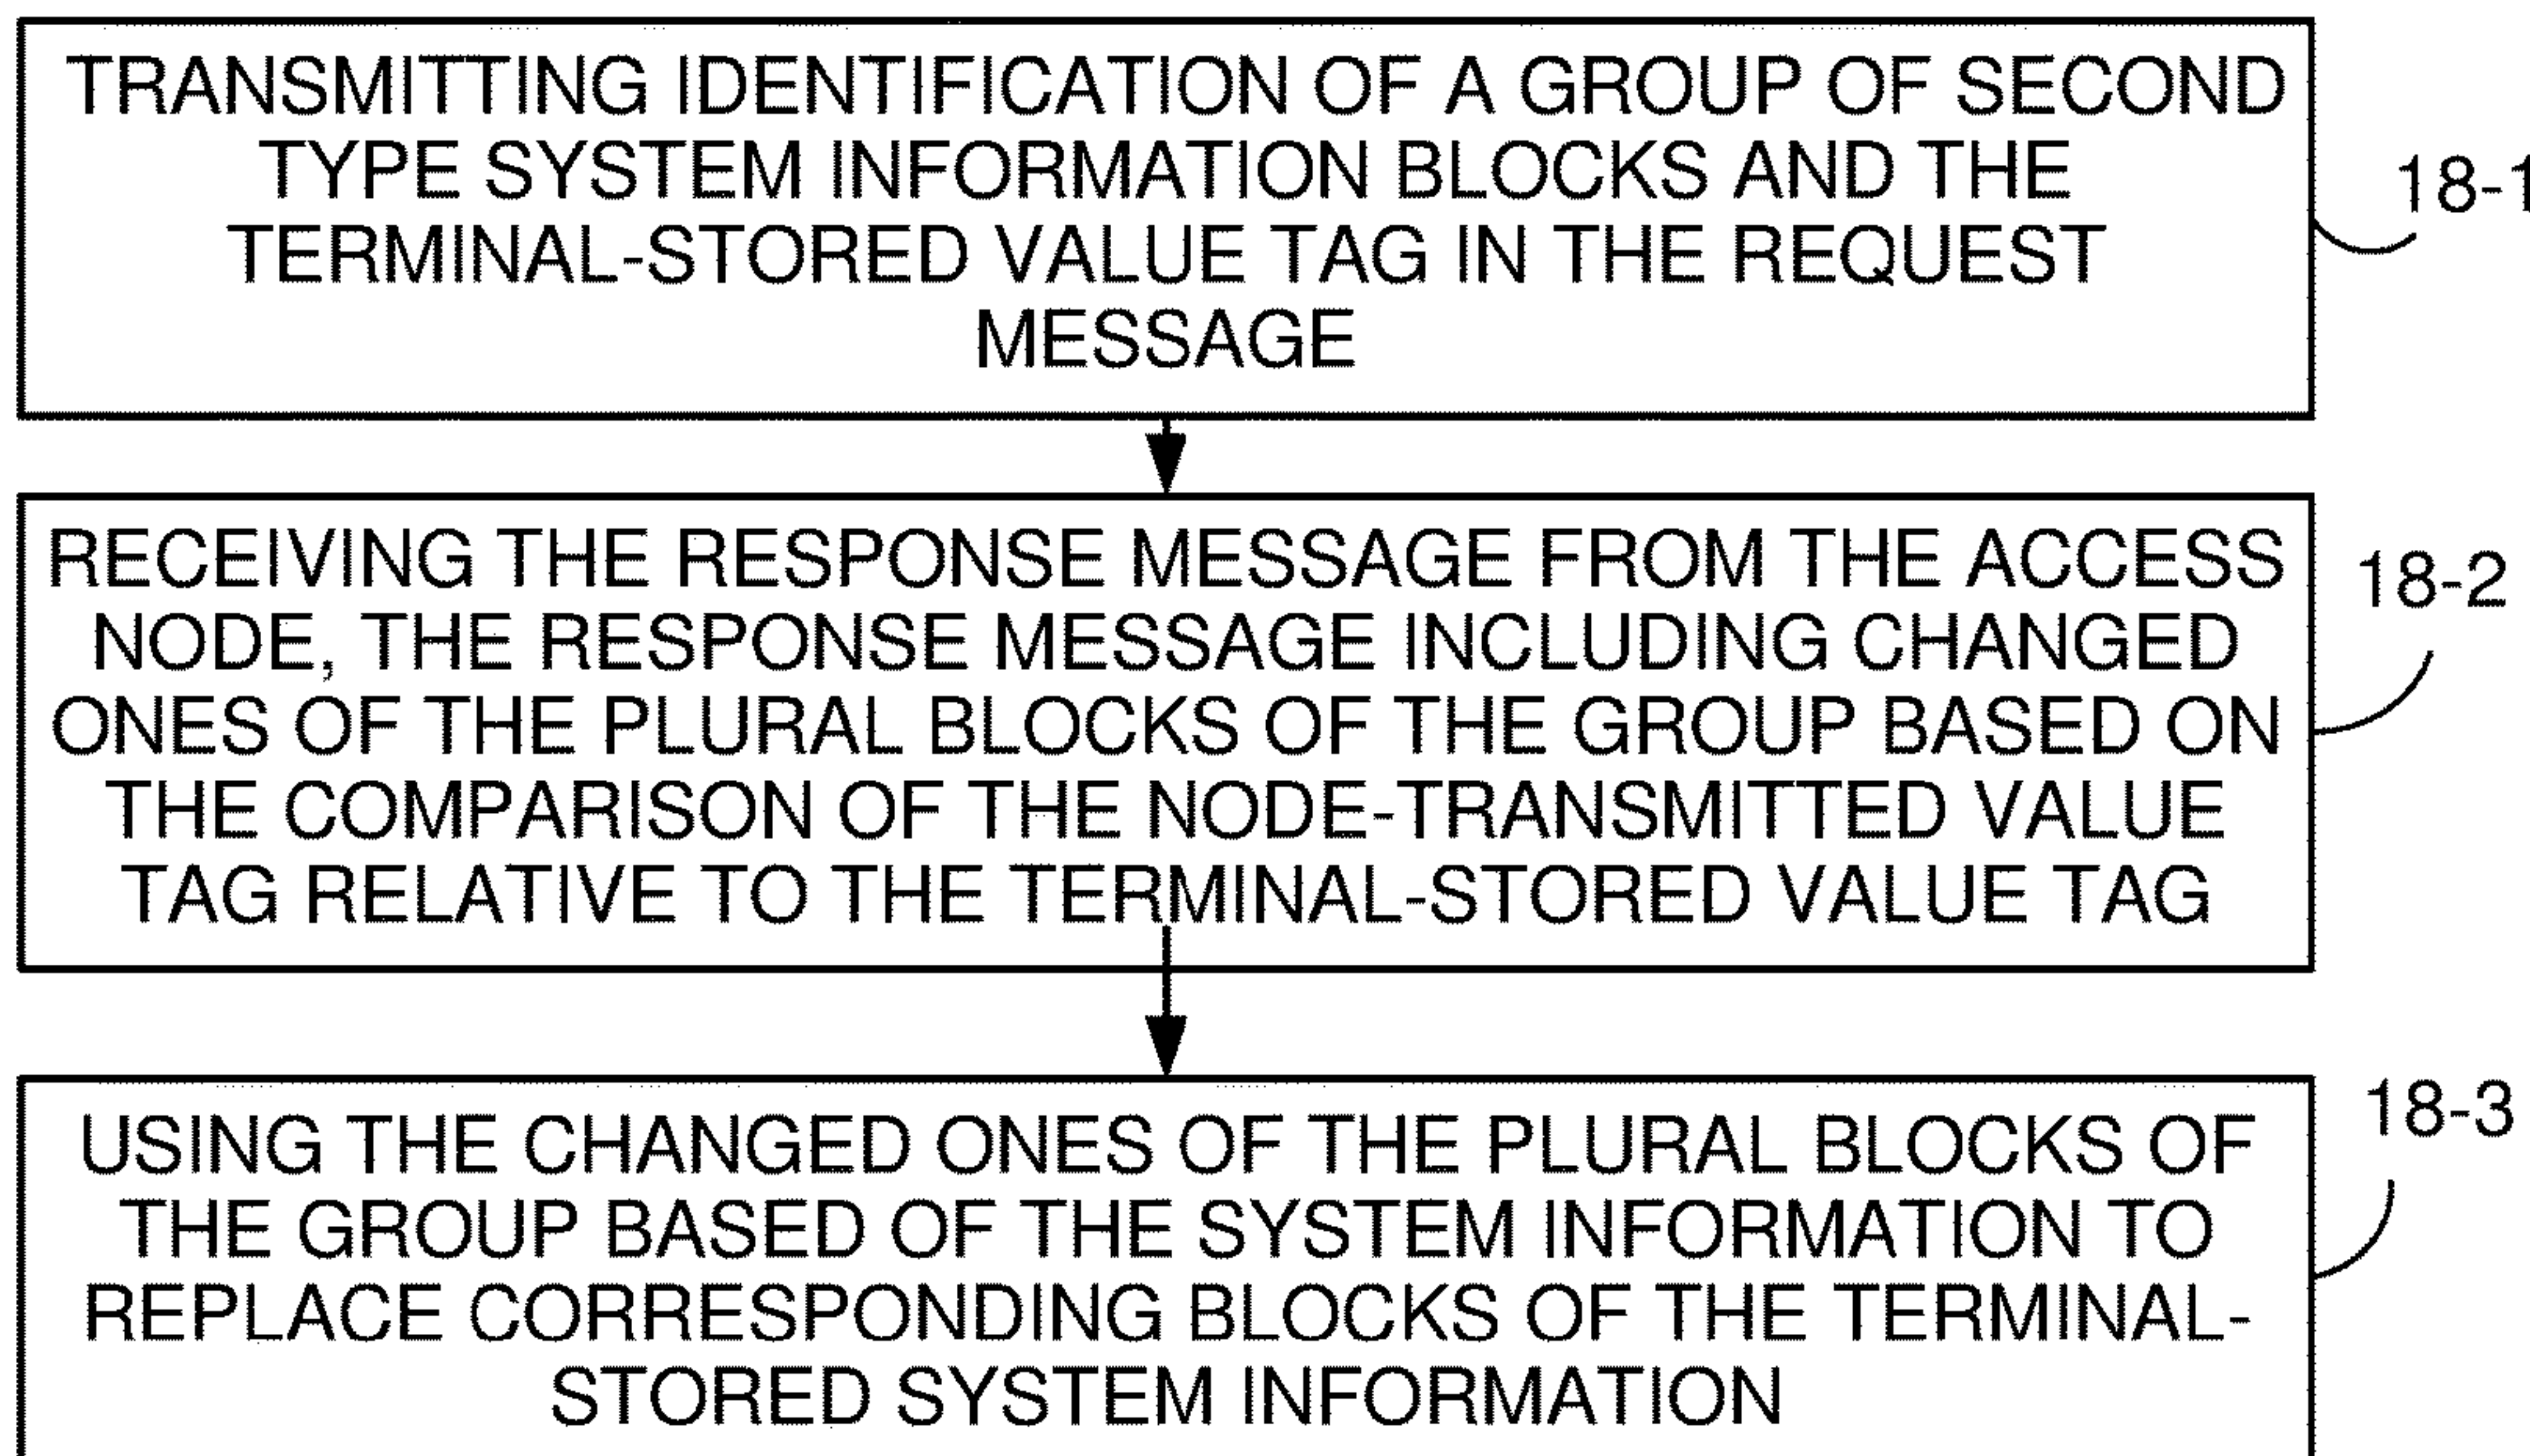 TRANSMITTING IDENTIFICATION OF A GROUP OF SECOND
TYPE SYSTEM INFORMATION BLOCKS AND THE
TERMINAL-STORED VALUE TAG IN THE REQUEST
MESSAGE
18-1
RECEIVING THE RESPONSE MESSAGE FROM THE ACCESS
NODE, THE RESPONSE MESSAGE INCLUDING CHANGED
ONES OF THE PLURAL BLOCKS OF THE GROUP BASED ON
THE COMPARISON OF THE NODE-TRANSMITTED VALUE
TAG RELATIVE TO THE TERMINAL-STORED VALUE TAG
18-2
USING THE CHANGED ONES OF THE PLURAL BLOCKS OF
THE GROUP BASED OF THE SYSTEM INFORMATION TO
REPLACE CORRESPONDING BLOCKS OF THE TERMINAL-
STORED SYSTEM INFORMATION
18-3